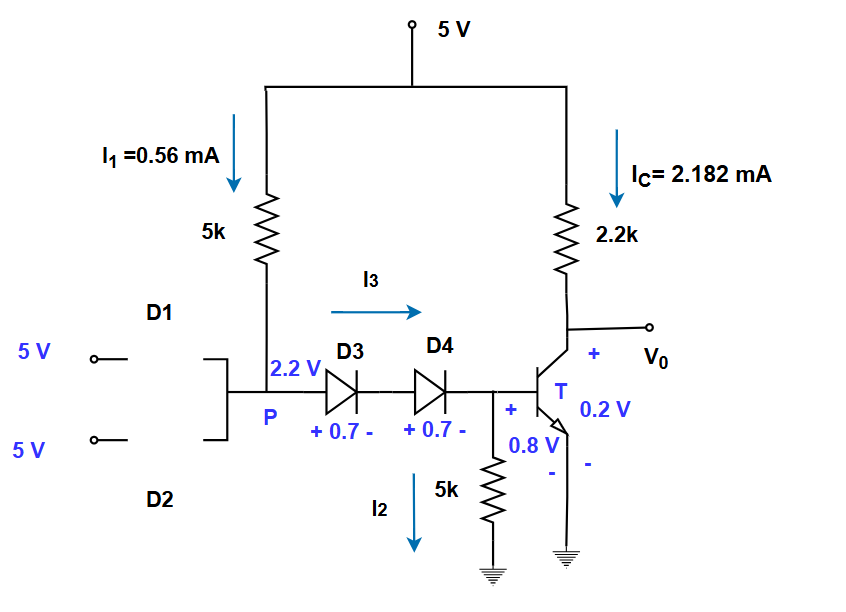 5 V
I1 =0.56 mA
IC= 2.182 mA
5k
2.2k
I3
D1
5 V
2.2 V
D3
D4
V0
P
+ 0.7 -
+ 0.7 -
+
T
+
0.2 V
5 V
0.8 V
-
-
D2
I2
5k